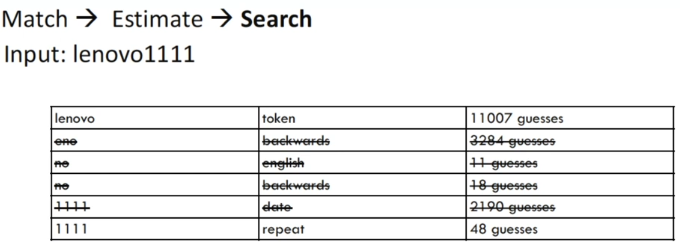 Match → Estimate → Search
Input: lenovo1111
lenovo token 11007 guesses
eno backwards 3284 guesses
no english 11 guesses
no backwards 18 guesses
1111 date 2190 guesses
1111 repeat 48 guesses